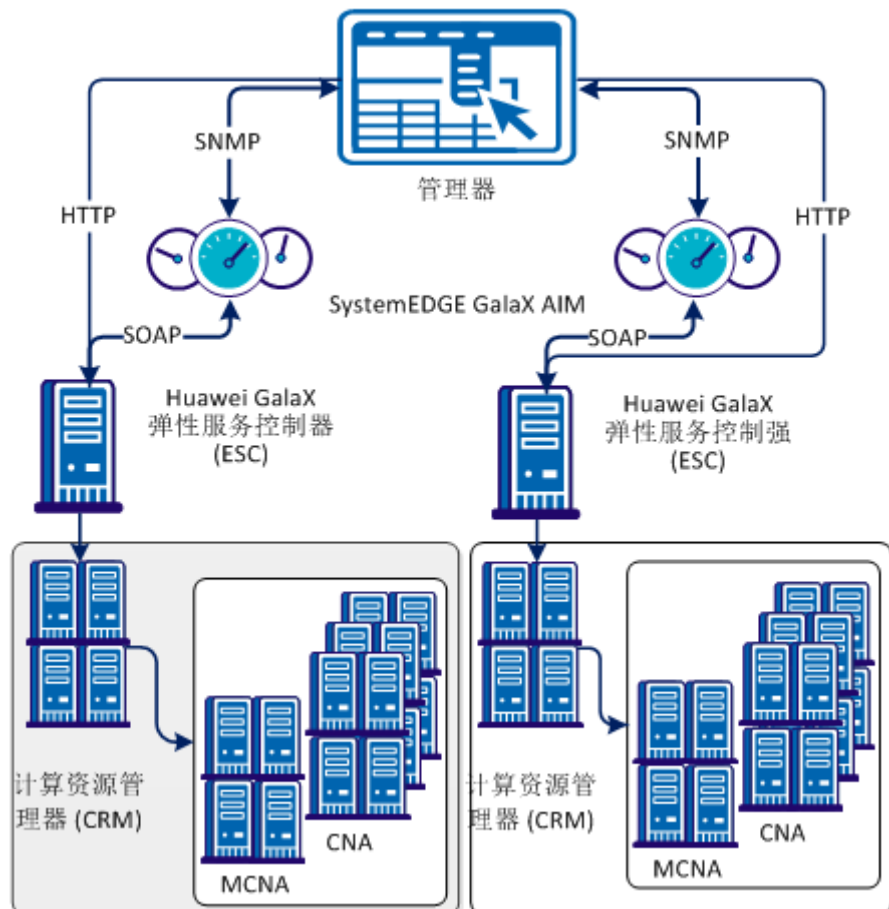 SNMP
SNMP
管理器
HTTP
HTTP
SystemEDGE GalaX AIM
SOAP
SOAP
Huawei GalaX
弹性服务控制器
(ESC)
Huawei GalaX
弹性服务控制强
(ESC)
计算资源管
理器 (CRM)
CNA
MCNA
计算资源管
理器 (CRM)
CNA
MCNA